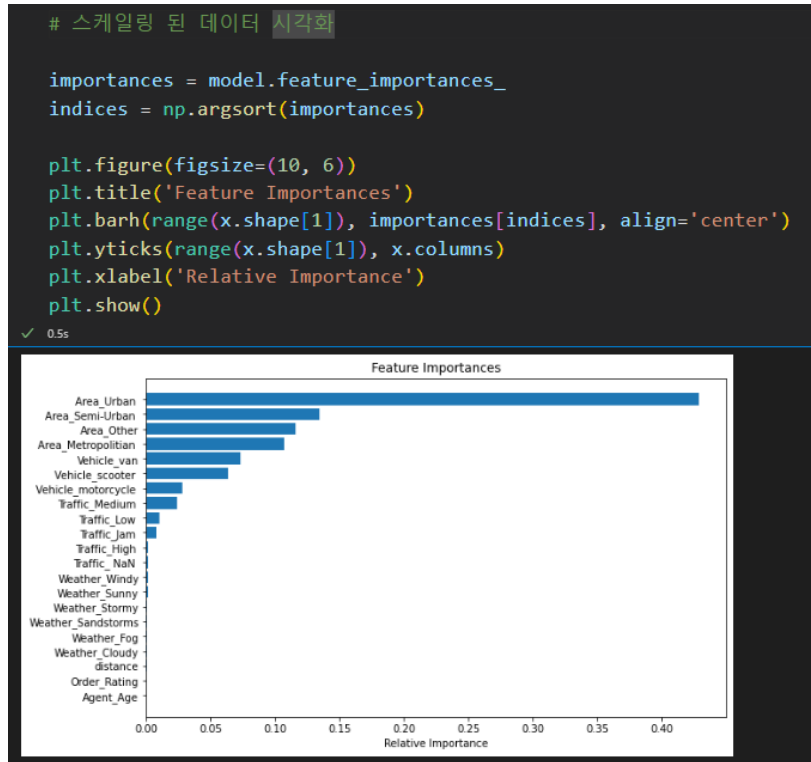 # 스케일링 된 데이터 시각화
importances = model.feature_importances_
indices = np.argsort(importances)
plt.figure(figsize=(10, 6))
plt.title('Feature Importances')
plt.barh(range(x.shape[1]), importances[indices], align='center')
plt.yticks(range(x.shape[1]), x.columns)
plt.xlabel('Relative Importance')
plt.show()
✓ 0.5s
Feature Importances
Area_Urban
Area_Semi-Urban
Area_Other
Area_Metropolitian
Vehicle_van
Vehicle_scooter
Vehicle_motorcycle
Traffic_Medium
Traffic_Low
Traffic_Jam
Traffic_High
Traffic_ NaN
Weather_Windy
Weather_Sunny
Weather_Stormy
Weather_Sandstorms
Weather_Fog
Weather_Cloudy
distance
Order_Rating
Agent_Age
0.00 0.05 0.10 0.15 0.20 0.25 0.30 0.35 0.40
Relative Importance